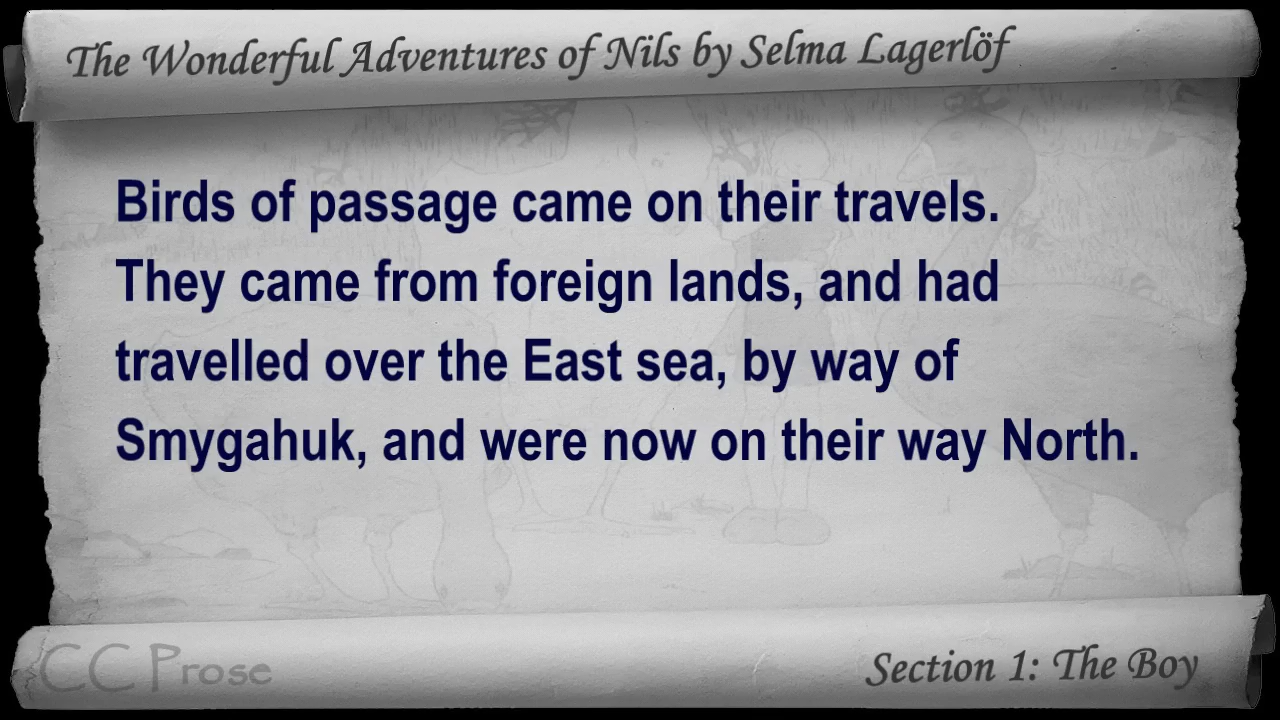 The Wonderful Adventures of Nils by Selma Lagerlöf
Birds of passage came on their travels.
They came from foreign lands, and had
travelled over the East sea, by way of
Smygahuk, and were now on their way North.
CC Prose
Section 1: The Boy